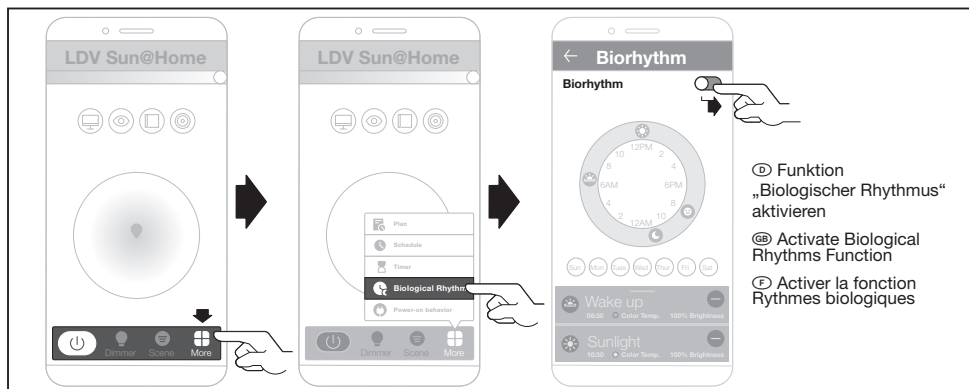 LDV Sun@Home
Dimmer
Scene
More
LDV Sun@Home
Plan
Schedule
Timer
Biological Rhythm
Power-on behavior
Dimmer
Scene
More
← Biorhythm
Biorhythm
12PM
10
2
8
4
6AM
6PM
4
8
2
10
12AM
Sun Mon Tues Wed Thur Fri Sat
Wake up
06:30 Color Temp. 100% Brightness
Sunlight
10:30 Color Temp. 100% Brightness
D Funktion
„Biologischer Rhythmus“
aktivieren
GB Activate Biological
Rhythms Function
F Activer la fonction
Rythmes biologiques